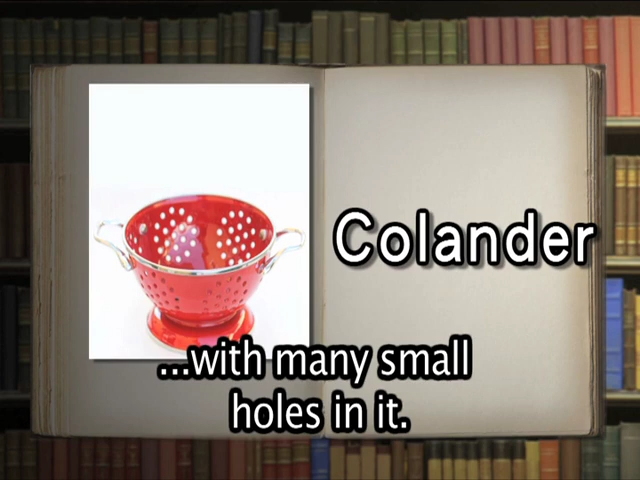 Colander
...with many small
holes in it.